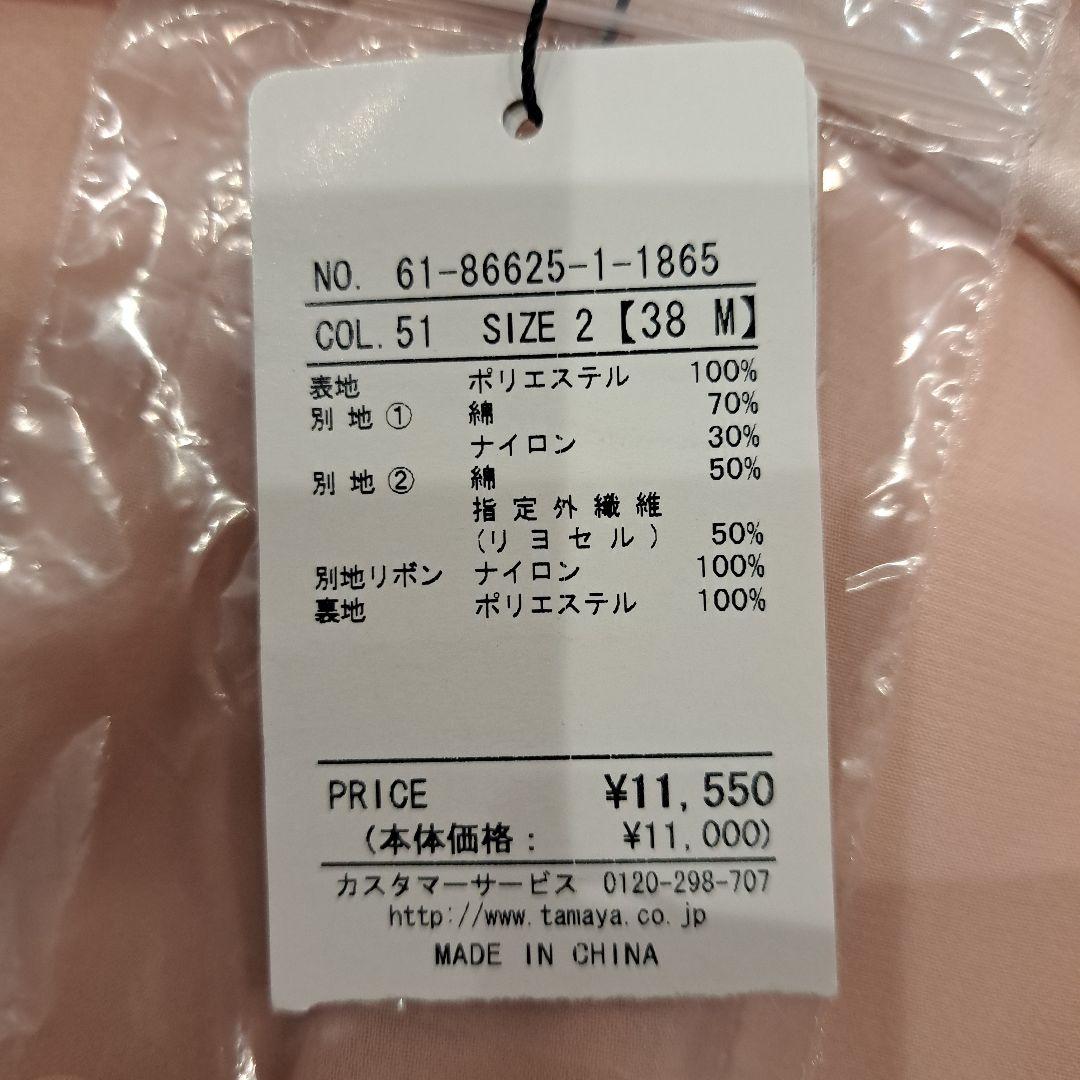 NO. 61-86625-1-1865
COL.51 SIZE 2【38 M】
表地 ポリエステル 100%
別地① 綿 70%
ナイロン 30%
別地② 綿 50%
指定外繊維
(リヨセル) 50%
別地リボン ナイロン 100%
裏地 ポリエステル 100%
PRICE ¥11,550
(本体価格: ¥11,000)
カスタマーサービス 0120-298-707
http://www.tamaya.co.jp
MADE IN CHINA